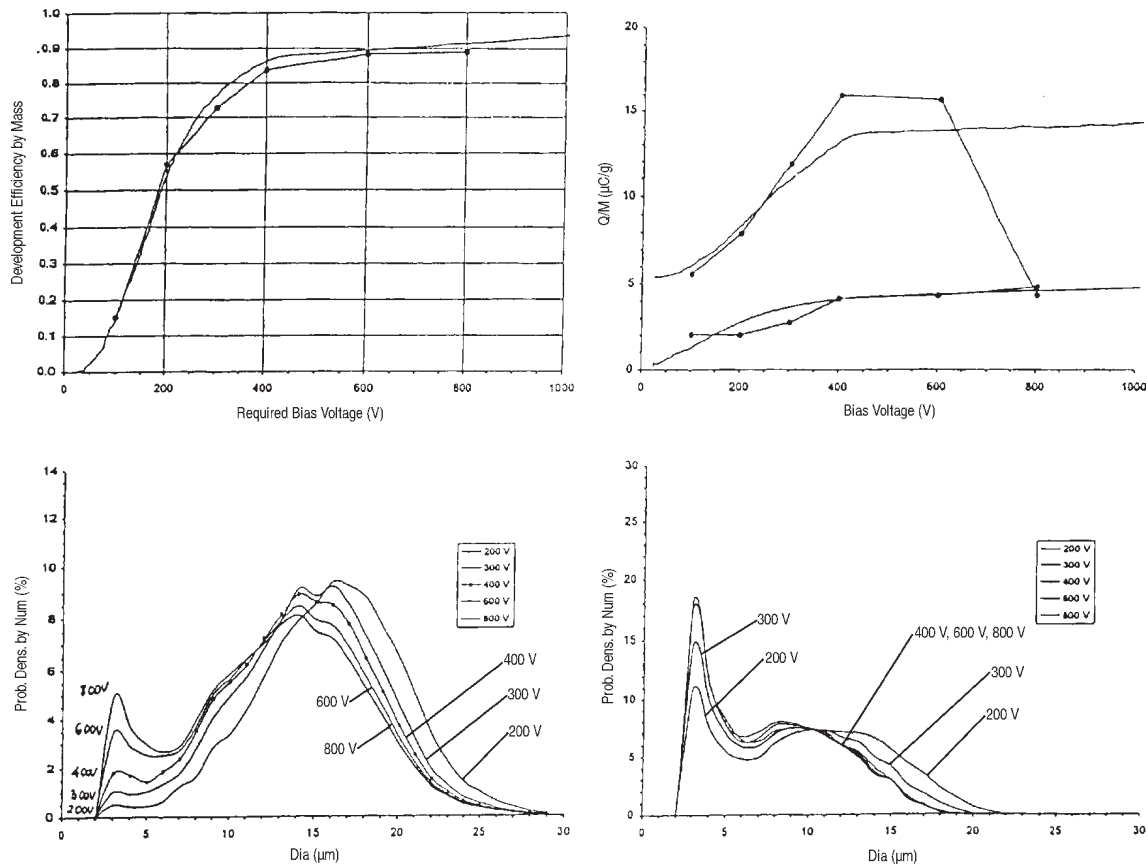 1.0
.0.9
0.8
0.7
0.6
0.5
0.4
0.3
0.2
0.1
0.0
0
200
400
600
800
1000
Development Efficiency by Mass
Required Bias Voltage (V)
20
15
10
5
0
0
200
400
600
800
1000
Q/M (µC/g)
Bias Voltage (V)
14
12
10
8
6
4
2
0
0
5
10
15
20
25
30
Prob. Dens. by Num (%)
Dia (µm)
200 V
300 V
400 V
600 V
800 V
800V
600V
400V
300V
200V
400 V
300 V
200 V
600 V
800 V
30
25
20
15
10
5
0
0
5
10
15
20
25
30
Prob. Dens. by Num (%)
Dia (µm)
200 V
300 V
400 V
600 V
800 V
300 V
200 V
400 V, 600 V, 800 V
300 V
200 V